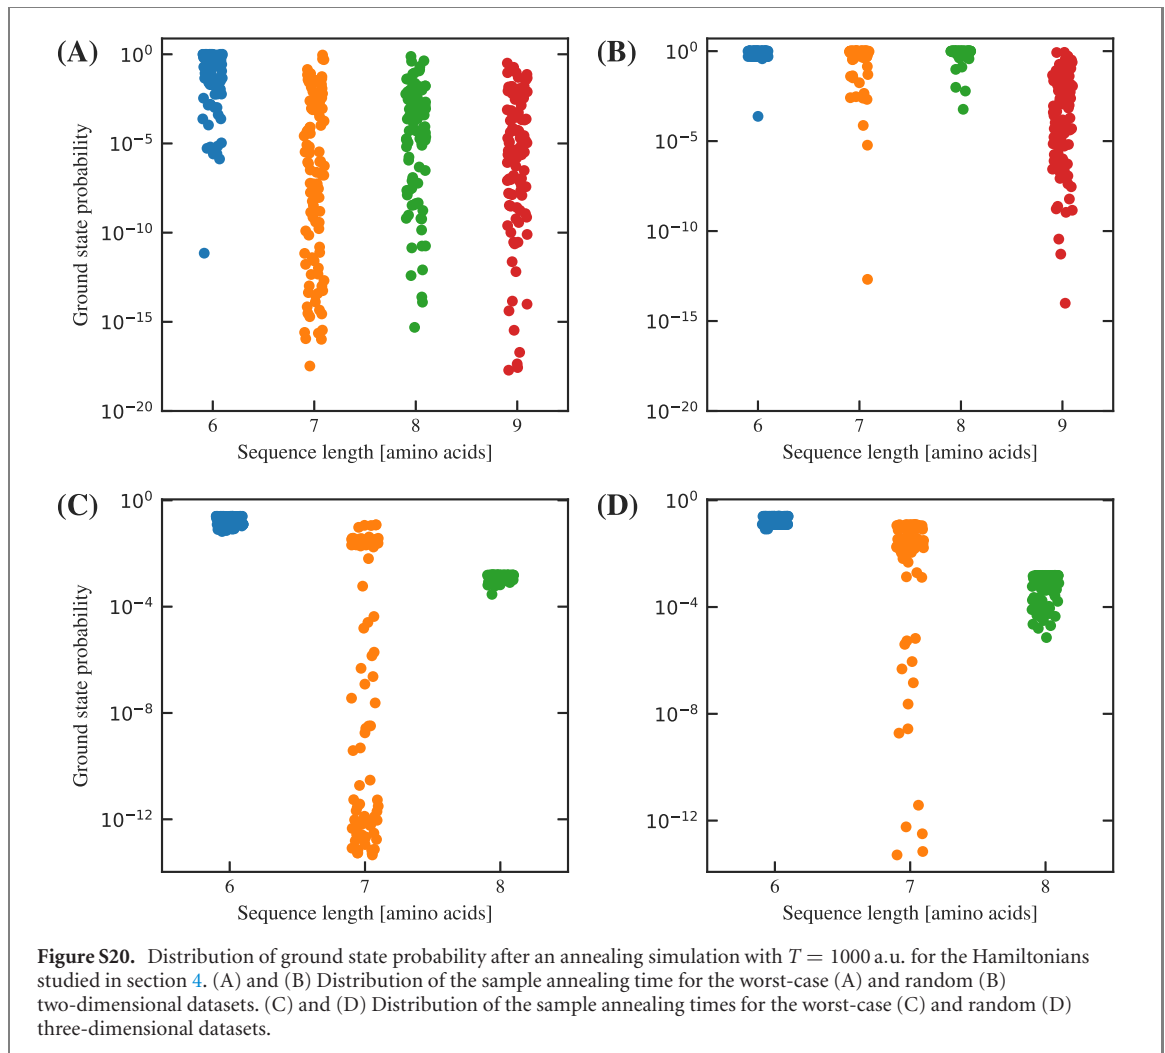 (A)
10^0
10^−5
10^−10
10^−15
10^−20
Ground state probability
6 7 8 9
Sequence length [amino acids]
(B)
10^0
10^−5
10^−10
10^−15
10^−20
6 7 8 9
Sequence length [amino acids]
(C)
10^0
10^−4
10^−8
10^−12
Ground state probability
6 7 8
Sequence length [amino acids]
(D)
10^0
10^−4
10^−8
10^−12
6 7 8
Sequence length [amino acids]
Figure S20. Distribution of ground state probability after an annealing simulation with T = 1000 a.u. for the Hamiltonians
studied in section 4. (A) and (B) Distribution of the sample annealing time for the worst-case (A) and random (B)
two-dimensional datasets. (C) and (D) Distribution of the sample annealing times for the worst-case (C) and random (D)
three-dimensional datasets.